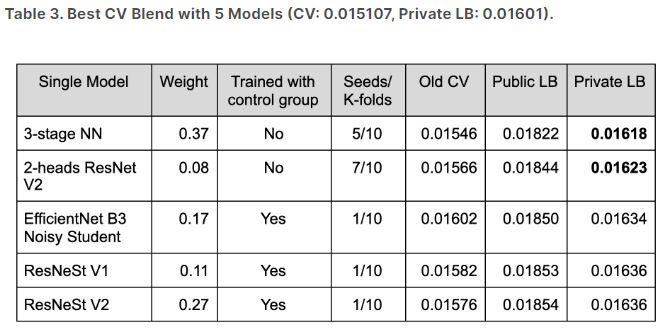 Table 3. Best CV Blend with 5 Models (CV: 0.015107, Private LB: 0.01601).
Single Model Weight Trained with control group Seeds/ K-folds Old CV Public LB Private LB
3-stage NN 0.37 No 5/10 0.01546 0.01822 0.01618
2-heads ResNet V2 0.08 No 7/10 0.01566 0.01844 0.01623
EfficientNet B3 Noisy Student 0.17 Yes 1/10 0.01602 0.01850 0.01634
ResNeSt V1 0.11 Yes 1/10 0.01582 0.01853 0.01636
ResNeSt V2 0.27 Yes 1/10 0.01576 0.01854 0.01636